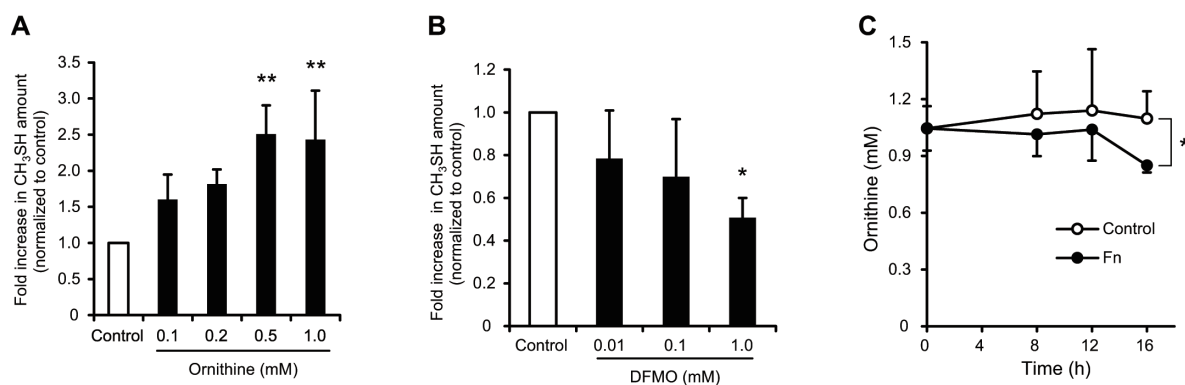 A
Fold increase in CH₃SH amount
(normalized to control)
3.5
3.0
2.5
2.0
1.5
1.0
0.5
0
**
**
Control
0.1
0.2
0.5
1.0
Ornithine (mM)
B
Fold increase in CH₃SH amount
(normalized to control)
1.2
1.0
0.8
0.6
0.4
0.2
0
*
Control
0.01
0.1
1.0
DFMO (mM)
C
Ornithine (mM)
1.5
1.2
0.9
0.6
0.3
0
*
Control
Fn
0
4
8
12
16
Time (h)